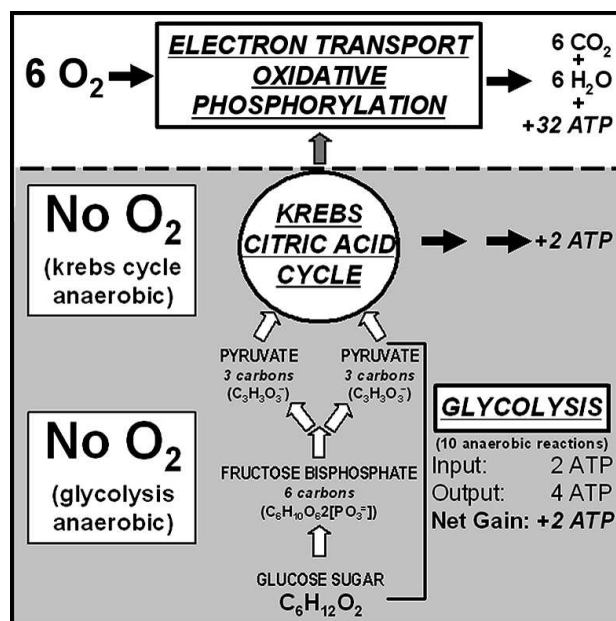 6 O₂
ELECTRON TRANSPORT
OXIDATIVE
PHOSPHORYLATION
6 CO₂
+
6 H₂O
+
+32 ATP
No O₂
(krebs cycle
anaerobic)
KREBS
CITRIC ACID
CYCLE
+2 ATP
PYRUVATE
3 carbons
(C₃H₃O₃⁻)
PYRUVATE
3 carbons
(C₃H₃O₃⁻)
No O₂
(glycolysis
anaerobic)
FRUCTOSE BISPHOSPHATE
6 carbons
(C₆H₁₀O₆2[PO₃⁼])
GLUCOSE SUGAR
C₆H₁₂O₂
GLYCOLYSIS
(10 anaerobic reactions)
Input: 2 ATP
Output: 4 ATP
Net Gain: +2 ATP